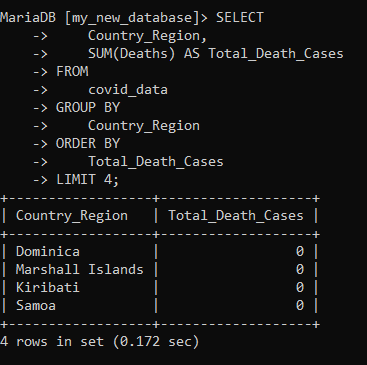 MariaDB [my_new_database]> SELECT
    ->     Country_Region,
    ->     SUM(Deaths) AS Total_Death_Cases
    -> FROM
    ->     covid_data
    -> GROUP BY
    ->     Country_Region
    -> ORDER BY
    ->     Total_Death_Cases
    -> LIMIT 4;
+------------------+-------------------+
| Country_Region   | Total_Death_Cases |
+------------------+-------------------+
| Dominica         |                 0 |
| Marshall Islands |                 0 |
| Kiribati         |                 0 |
| Samoa            |                 0 |
+------------------+-------------------+
4 rows in set (0.172 sec)